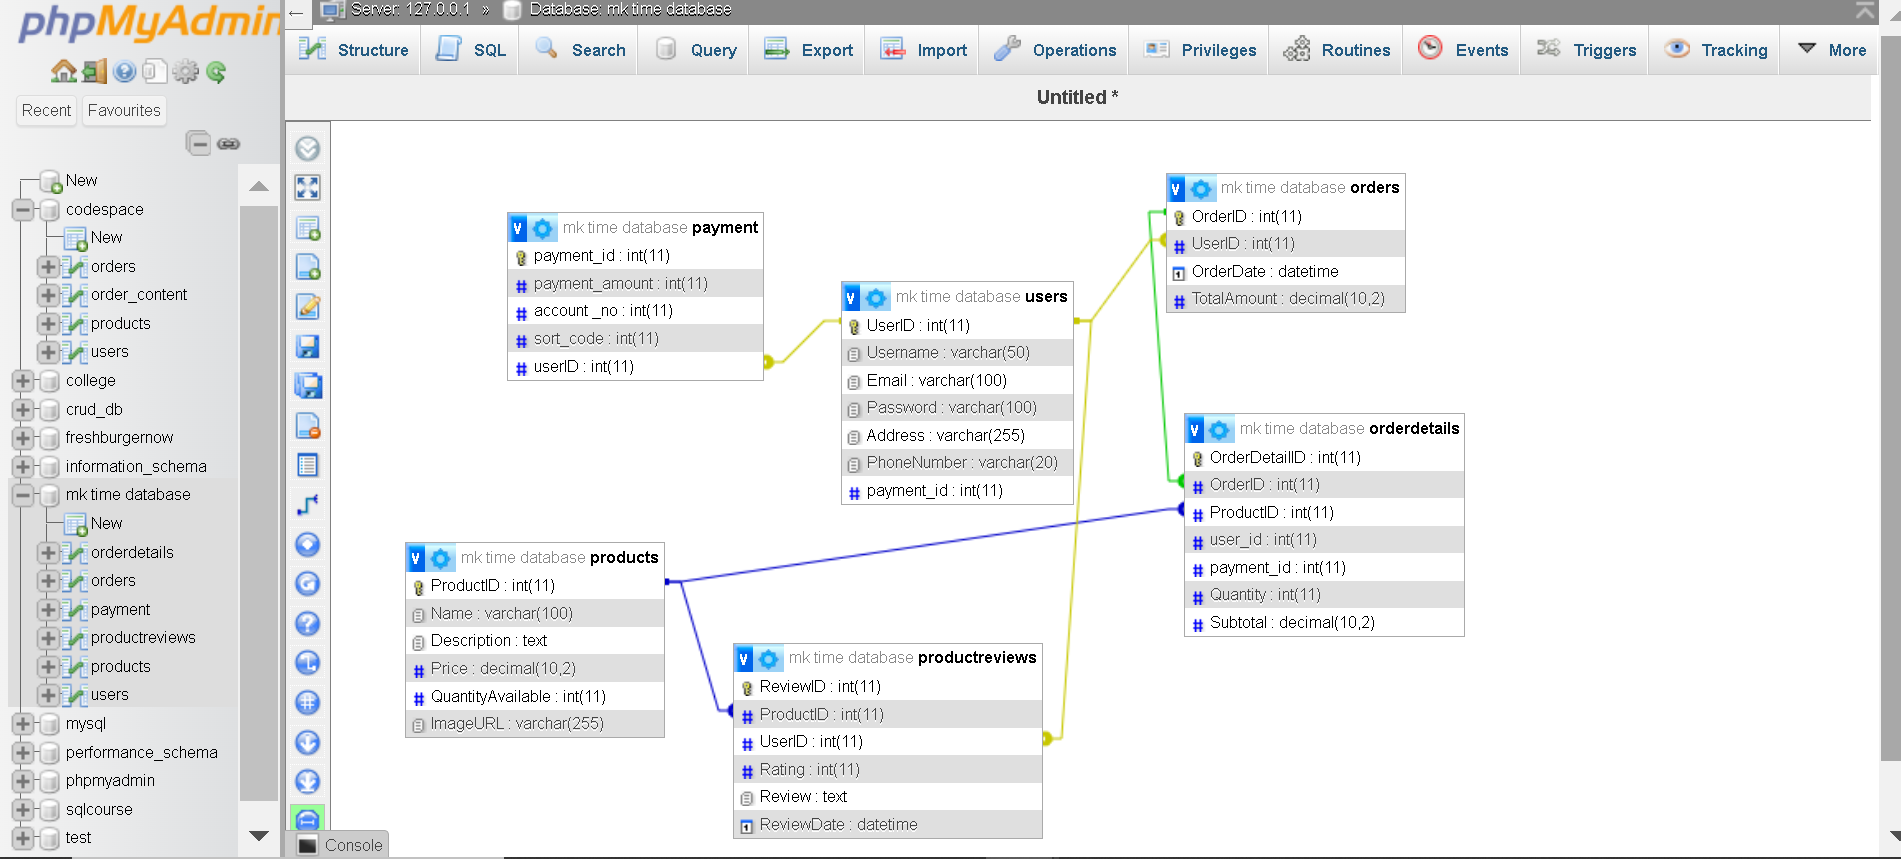 phpMyAdmin
Recent
Favourites
New
codespace
New
orders
order_content
products
users
college
crud_db
freshburgernow
information_schema
mk time database
New
orderdetails
orders
payment
productreviews
products
users
mysql
performance_schema
phpmyadmin
sqlcourse
test
Server: 127.0.0.1 » Database: mk time database
Structure SQL Search Query Export Import Operations Privileges Routines Events Triggers Tracking More
Untitled *
v mk time database payment
payment_id : int(11)
# payment_amount : int(11)
# account _no : int(11)
# sort_code : int(11)
# userID : int(11)
v mk time database users
UserID : int(11)
Username : varchar(50)
Email : varchar(100)
Password : varchar(100)
Address : varchar(255)
PhoneNumber : varchar(20)
# payment_id : int(11)
v mk time database orders
OrderID : int(11)
# UserID : int(11)
OrderDate : datetime
# TotalAmount : decimal(10,2)
v mk time database orderdetails
OrderDetailID : int(11)
# OrderID : int(11)
# ProductID : int(11)
# user_id : int(11)
# payment_id : int(11)
# Quantity : int(11)
# Subtotal : decimal(10,2)
v mk time database products
ProductID : int(11)
Name : varchar(100)
Description : text
# Price : decimal(10,2)
# QuantityAvailable : int(11)
ImageURL : varchar(255)
v mk time database productreviews
ReviewID : int(11)
# ProductID : int(11)
# UserID : int(11)
# Rating : int(11)
Review : text
ReviewDate : datetime
Console